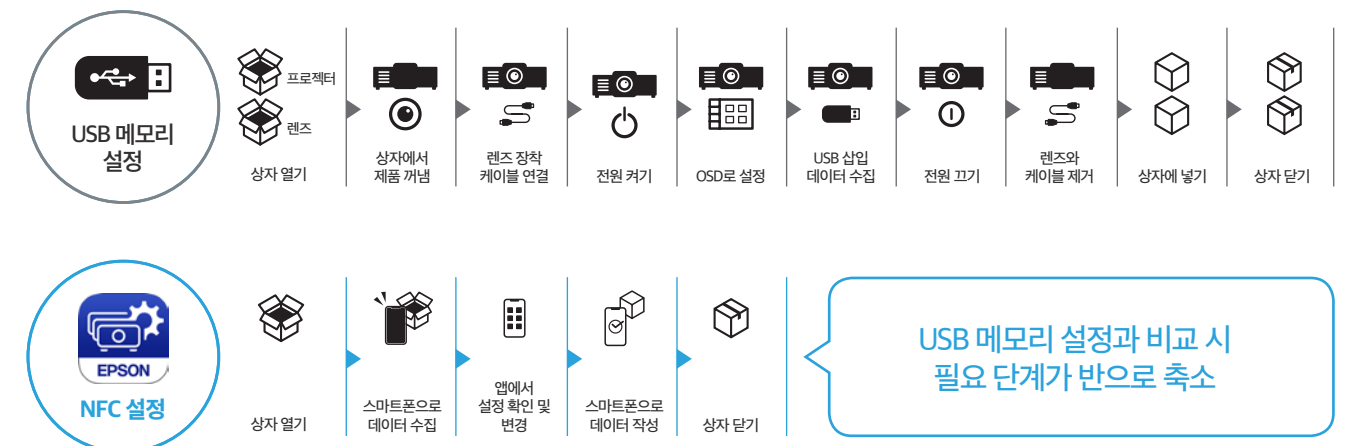 USB 메모리
설정
프로젝터
렌즈
상자 열기
상자에서
제품 꺼냄
렌즈 장착
케이블 연결
전원 켜기
OSD로 설정
USB 삽입
데이터 수집
전원 끄기
렌즈와
케이블 제거
상자에 넣기
상자 닫기
EPSON
NFC 설정
상자 열기
스마트폰으로
데이터 수집
앱에서
설정 확인 및
변경
스마트폰으로
데이터 작성
상자 닫기
USB 메모리 설정과 비교 시
필요 단계가 반으로 축소